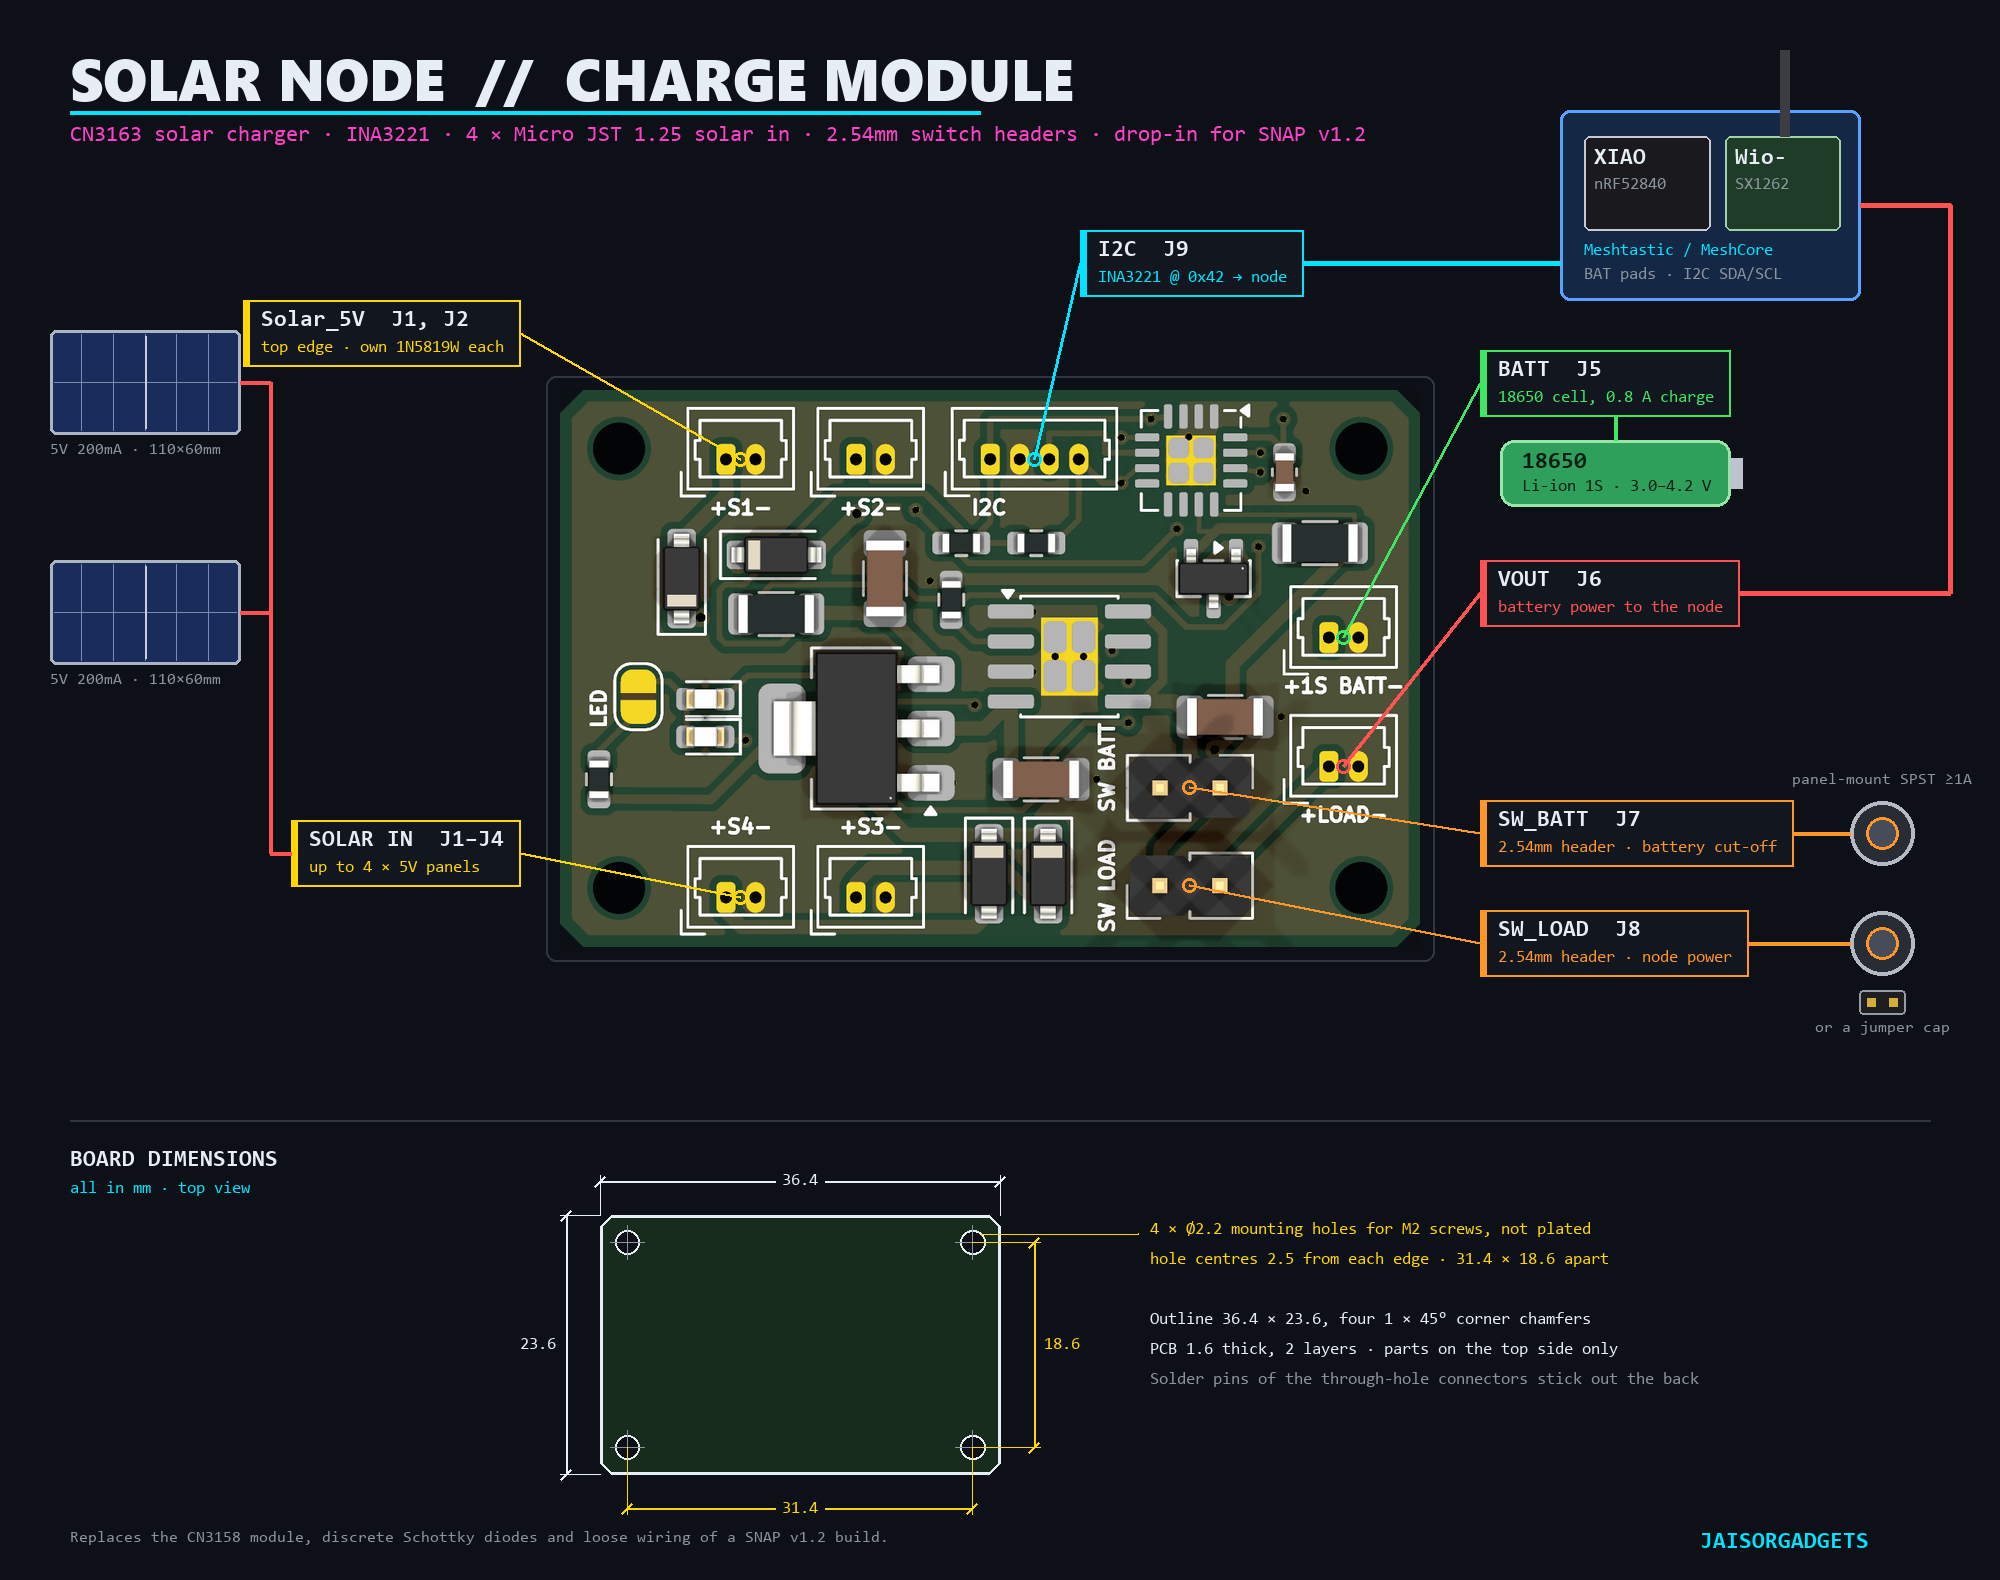 SOLAR NODE // CHARGE MODULE
CN3163 solar charger · INA3221 · 4 × Micro JST 1.25 solar in · 2.54mm switch headers · drop-in for SNAP v1.2
XIAO
nRF52840
Wio-
SX1262
Meshtastic / MeshCore
BAT pads · I2C SDA/SCL
I2C J9
INA3221 @ 0x42 → node
Solar_5V J1, J2
top edge · own 1N5819W each
5V 200mA · 110×60mm
BATT J5
18650 cell, 0.8 A charge
18650
Li-ion 1S · 3.0–4.2 V
+S1-
+S2-
I2C
VOUT J6
battery power to the node
5V 200mA · 110×60mm
+1S BATT-
LED
SW BATT
+LOAD-
panel-mount SPST ≥1A
SW_BATT J7
2.54mm header · battery cut-off
SOLAR IN J1–J4
up to 4 × 5V panels
+S4-
+S3-
SW LOAD
SW_LOAD J8
2.54mm header · node power
or a jumper cap
BOARD DIMENSIONS
all in mm · top view
36.4
23.6
18.6
31.4
4 × Ø2.2 mounting holes for M2 screws, not plated
hole centres 2.5 from each edge · 31.4 × 18.6 apart
Outline 36.4 × 23.6, four 1 × 45° corner chamfers
PCB 1.6 thick, 2 layers · parts on the top side only
Solder pins of the through-hole connectors stick out the back
Replaces the CN3158 module, discrete Schottky diodes and loose wiring of a SNAP v1.2 build.
JAISORGADGETS